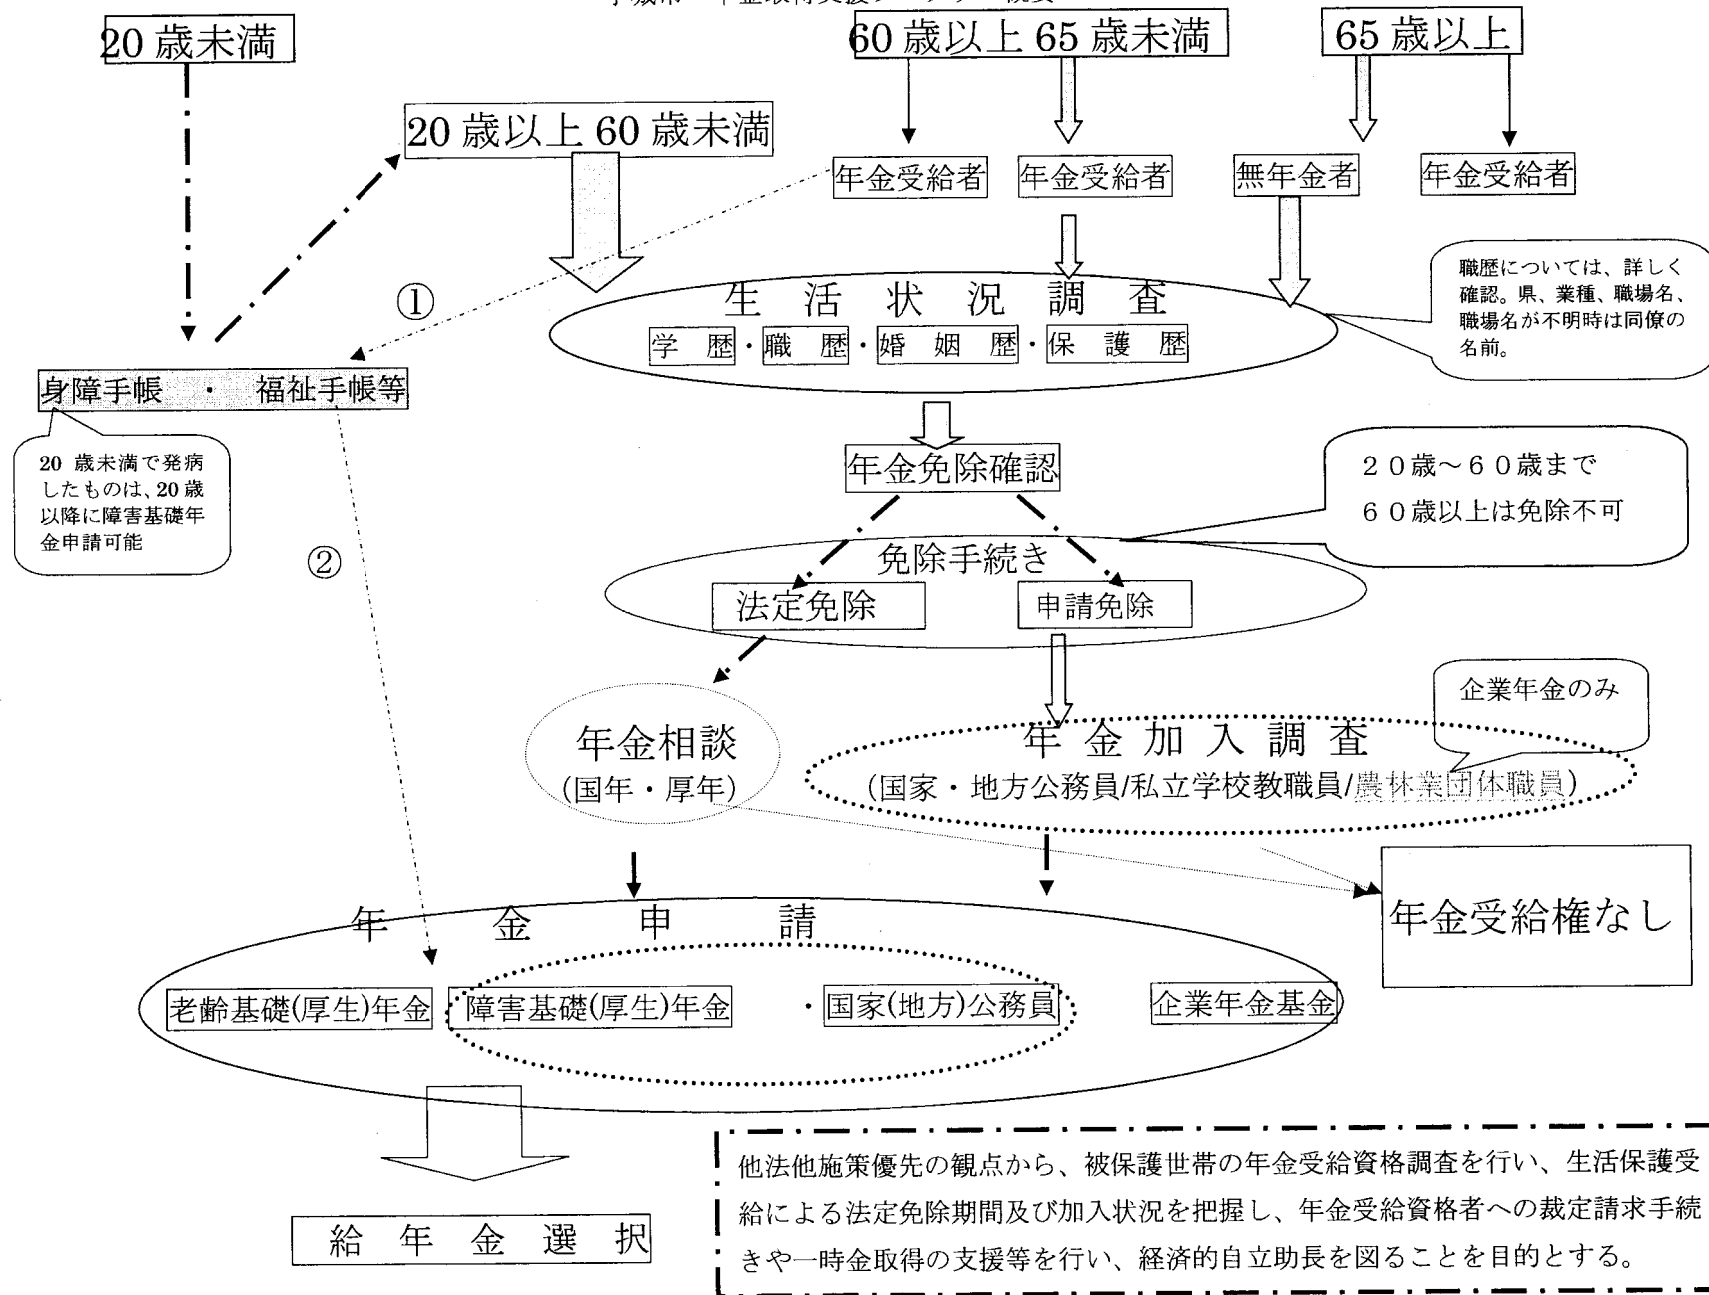 20 歳未満
60 歳以上 65 歳未満
65 歳以上
20 歳以上 60 歳未満
年金受給者
年金受給者
無年金者
年金受給者
①
生 活 状 況 調 査
学 歴・職 歴・婚 姻 歴・保 護 歴
職歴については、詳しく
確認。県、業種、職場名、
職場名が不明時は同僚の
名前。
身障手帳 ・ 福祉手帳等
20 歳未満で発病
したものは、20 歳
以降に障害基礎年
金申請可能
②
年金免除確認
20歳～60歳まで
60歳以上は免除不可
免除手続き
法定免除
申請免除
企業年金のみ
年金相談
(国年・厚年)
年 金 加 入 調 査
(国家・地方公務員/私立学校教職員/農林業団体職員)
年金受給権なし
年 金 申 請
老齢基礎(厚生)年金
障害基礎(厚生)年金
・国家(地方)公務員
企業年金基金
給 年 金 選 択
他法他施策優先の観点から、被保護世帯の年金受給資格調査を行い、生活保護受
給による法定免除期間及び加入状況を把握し、年金受給資格者への裁定請求手続
きや一時金取得の支援等を行い、経済的自立助長を図ることを目的とする。